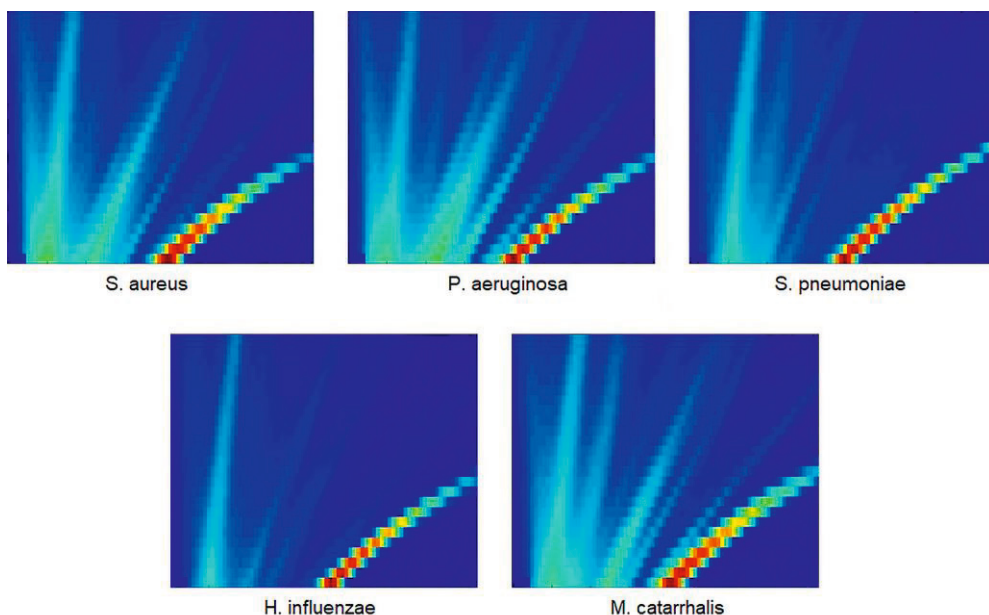 S. aureus
P. aeruginosa
S. pneumoniae
H. influenzae
M. catarrhalis